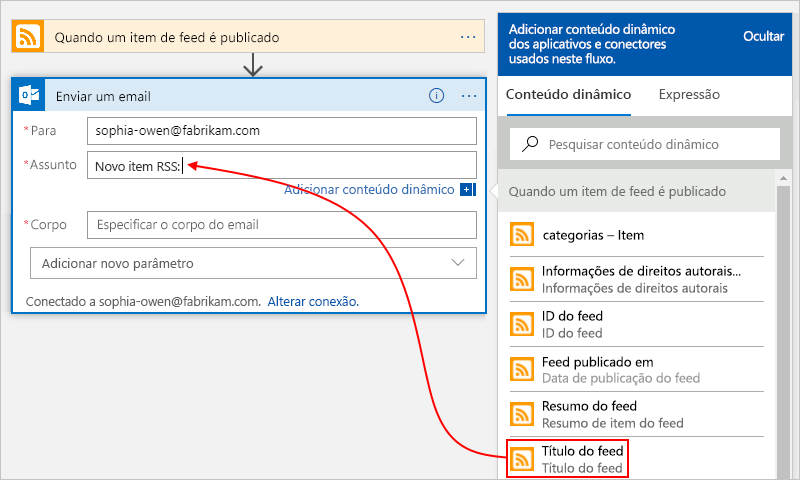 Quando um item de feed é publicado
Enviar um email
*Para
sophia-owen@fabrikam.com
*Assunto
Novo item RSS:
Adicionar conteúdo dinâmico
*Corpo
Especificar o corpo do email
Adicionar novo parâmetro
Conectado a sophia-owen@fabrikam.com. Alterar conexão.
Adicionar conteúdo dinâmico
dos aplicativos e conectores
usados neste fluxo.
Ocultar
Conteúdo dinâmico
Expressão
Pesquisar conteúdo dinâmico
Quando um item de feed é publicado
categorias – Item
Informações de direitos autorais...
Informações de direitos autorais
ID do feed
ID do feed
Feed publicado em
Data de publicação do feed
Resumo do feed
Resumo de item do feed
Título do feed
Título do feed